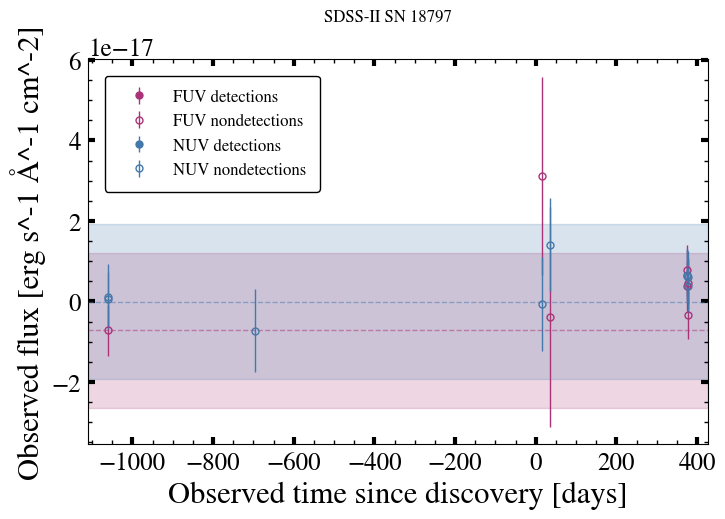 SDSS-II SN 18797
1e−17
FUV detections
FUV nondetections
NUV detections
NUV nondetections
6
4
2
0
−2
Observed flux [erg s^-1 Å^-1 cm^-2]
−1000 −800 −600 −400 −200 0 200 400
Observed time since discovery [days]